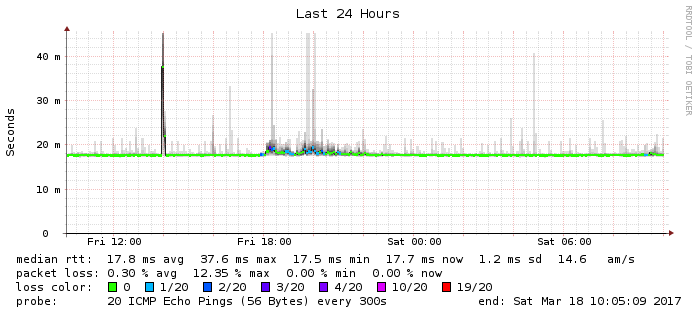 Last 24 Hours
RRDTOOL / TOBI OETIKER
Seconds
40 m
30 m
20 m
10 m
0
Fri 12:00 Fri 18:00 Sat 00:00 Sat 06:00
median rtt: 17.8 ms avg 37.6 ms max 17.5 ms min 17.7 ms now 1.2 ms sd 14.6 am/s
packet loss: 0.30 % avg 12.35 % max 0.00 % min 0.00 % now
loss color: 0 1/20 2/20 3/20 4/20 10/20 19/20
probe: 20 ICMP Echo Pings (56 Bytes) every 300s end: Sat Mar 18 10:05:09 2017